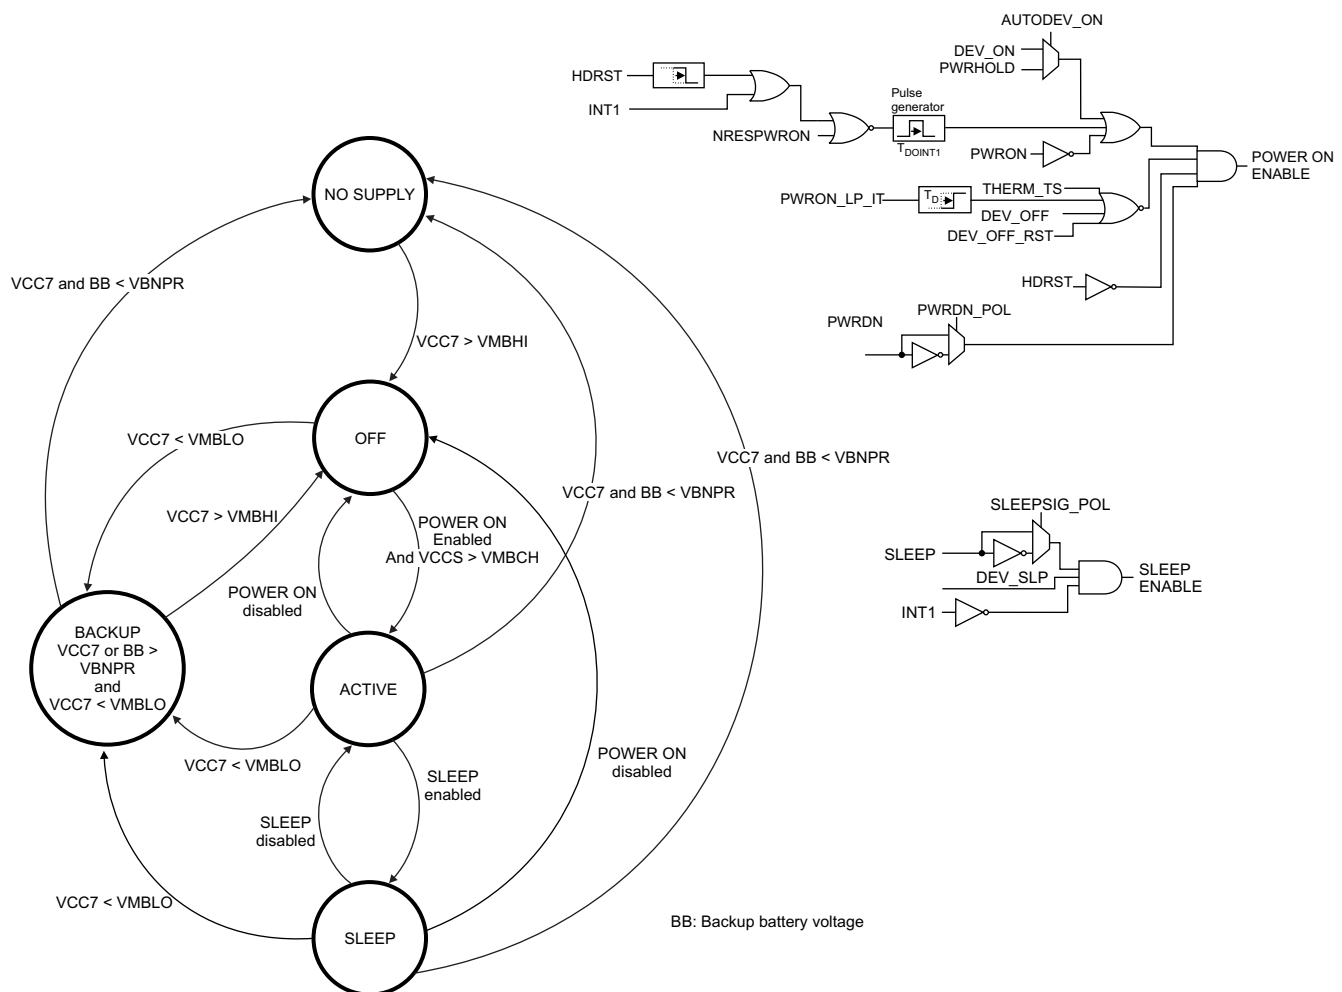 AUTODEV_ON
DEV_ON
PWRHOLD
HDRST
INT1
Pulse
generator
NRESPWRON
TDOINT1
PWRON
POWER ON
ENABLE
PWRON_LP_IT
TD
THERM_TS
DEV_OFF
DEV_OFF_RST
HDRST
PWRDN
PWRDN_POL
NO SUPPLY
VCC7 and BB < VBNPR
VCC7 > VMBHI
OFF
VCC7 < VMBLO
VCC7 > VMBHI
VCC7 and BB < VBNPR
VCC7 and BB < VBNPR
POWER ON
Enabled
And VCCS > VMBCH
POWER ON
disabled
BACKUP
VCC7 or BB >
VBNPR
and
VCC7 < VMBLO
ACTIVE
VCC7 < VMBLO
POWER ON
disabled
SLEEP
enabled
SLEEP
disabled
VCC7 < VMBLO
SLEEP
BB: Backup battery voltage
SLEEPSIG_POL
SLEEP
DEV_SLP
INT1
SLEEP
ENABLE